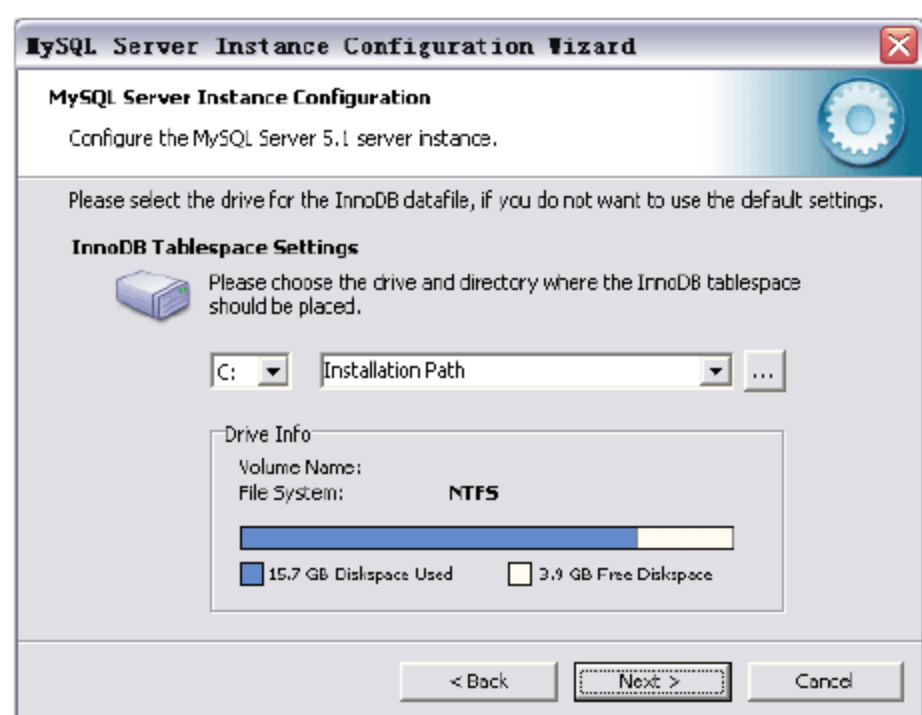 MySQL Server Instance Configuration Wizard
MySQL Server Instance Configuration
Configure the MySQL Server 5.1 server instance.
Please select the drive for the InnoDB datafile, if you do not want to use the default settings.
InnoDB Tablespace Settings
Please choose the drive and directory where the InnoDB tablespace
should be placed.
C: Installation Path ...
Drive Info
Volume Name:
File System: NTFS
15.7 GB Diskspace Used 3.9 GB Free Diskspace
< Back Next > Cancel